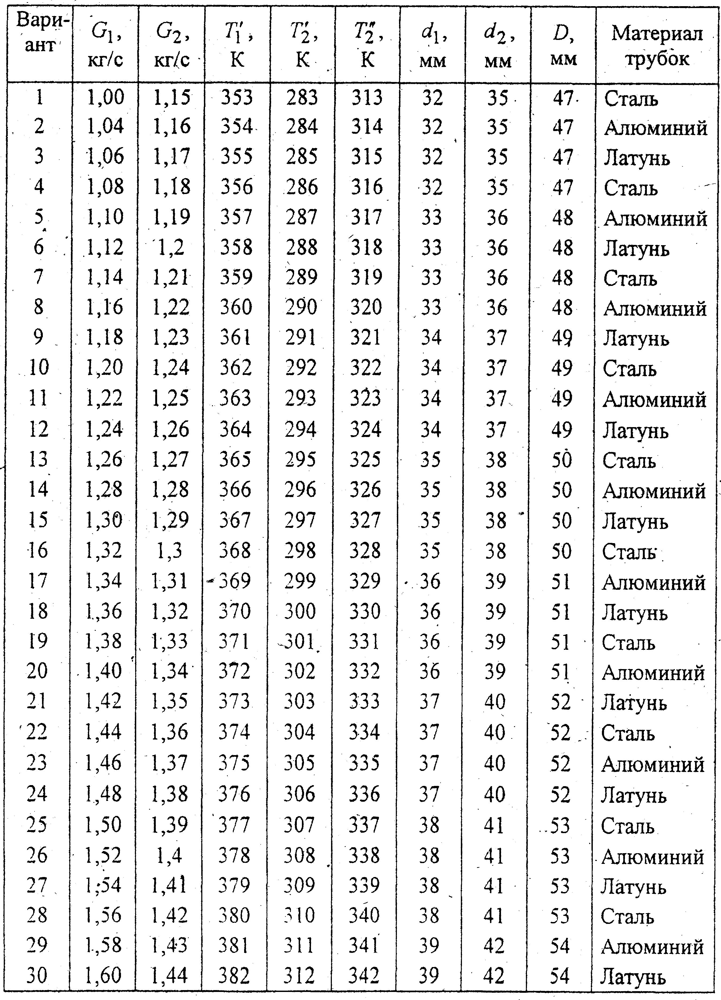 Вари-
ант G₁, кг/с G₂, кг/с T₁′, К T₂′, К T₂″, К d₁, мм d₂, мм D, мм Материал трубок
1 1,00 1,15 353 283 313 32 35 47 Сталь
2 1,04 1,16 354 284 314 32 35 47 Алюминий
3 1,06 1,17 355 285 315 32 35 47 Латунь
4 1,08 1,18 356 286 316 32 35 47 Сталь
5 1,10 1,19 357 287 317 33 36 48 Алюминий
6 1,12 1,2 358 288 318 33 36 48 Латунь
7 1,14 1,21 359 289 319 33 36 48 Сталь
8 1,16 1,22 360 290 320 33 36 48 Алюминий
9 1,18 1,23 361 291 321 34 37 49 Латунь
10 1,20 1,24 362 292 322 34 37 49 Сталь
11 1,22 1,25 363 293 323 34 37 49 Алюминий
12 1,24 1,26 364 294 324 34 37 49 Латунь
13 1,26 1,27 365 295 325 35 38 50 Сталь
14 1,28 1,28 366 296 326 35 38 50 Алюминий
15 1,30 1,29 367 297 327 35 38 50 Латунь
16 1,32 1,3 368 298 328 35 38 50 Сталь
17 1,34 1,31 369 299 329 36 39 51 Алюминий
18 1,36 1,32 370 300 330 36 39 51 Латунь
19 1,38 1,33 371 301 331 36 39 51 Сталь
20 1,40 1,34 372 302 332 36 39 51 Алюминий
21 1,42 1,35 373 303 333 37 40 52 Латунь
22 1,44 1,36 374 304 334 37 40 52 Сталь
23 1,46 1,37 375 305 335 37 40 52 Алюминий
24 1,48 1,38 376 306 336 37 40 52 Латунь
25 1,50 1,39 377 307 337 38 41 53 Сталь
26 1,52 1,4 378 308 338 38 41 53 Алюминий
27 1,54 1,41 379 309 339 38 41 53 Латунь
28 1,56 1,42 380 310 340 38 41 53 Сталь
29 1,58 1,43 381 311 341 39 42 54 Алюминий
30 1,60 1,44 382 312 342 39 42 54 Латунь